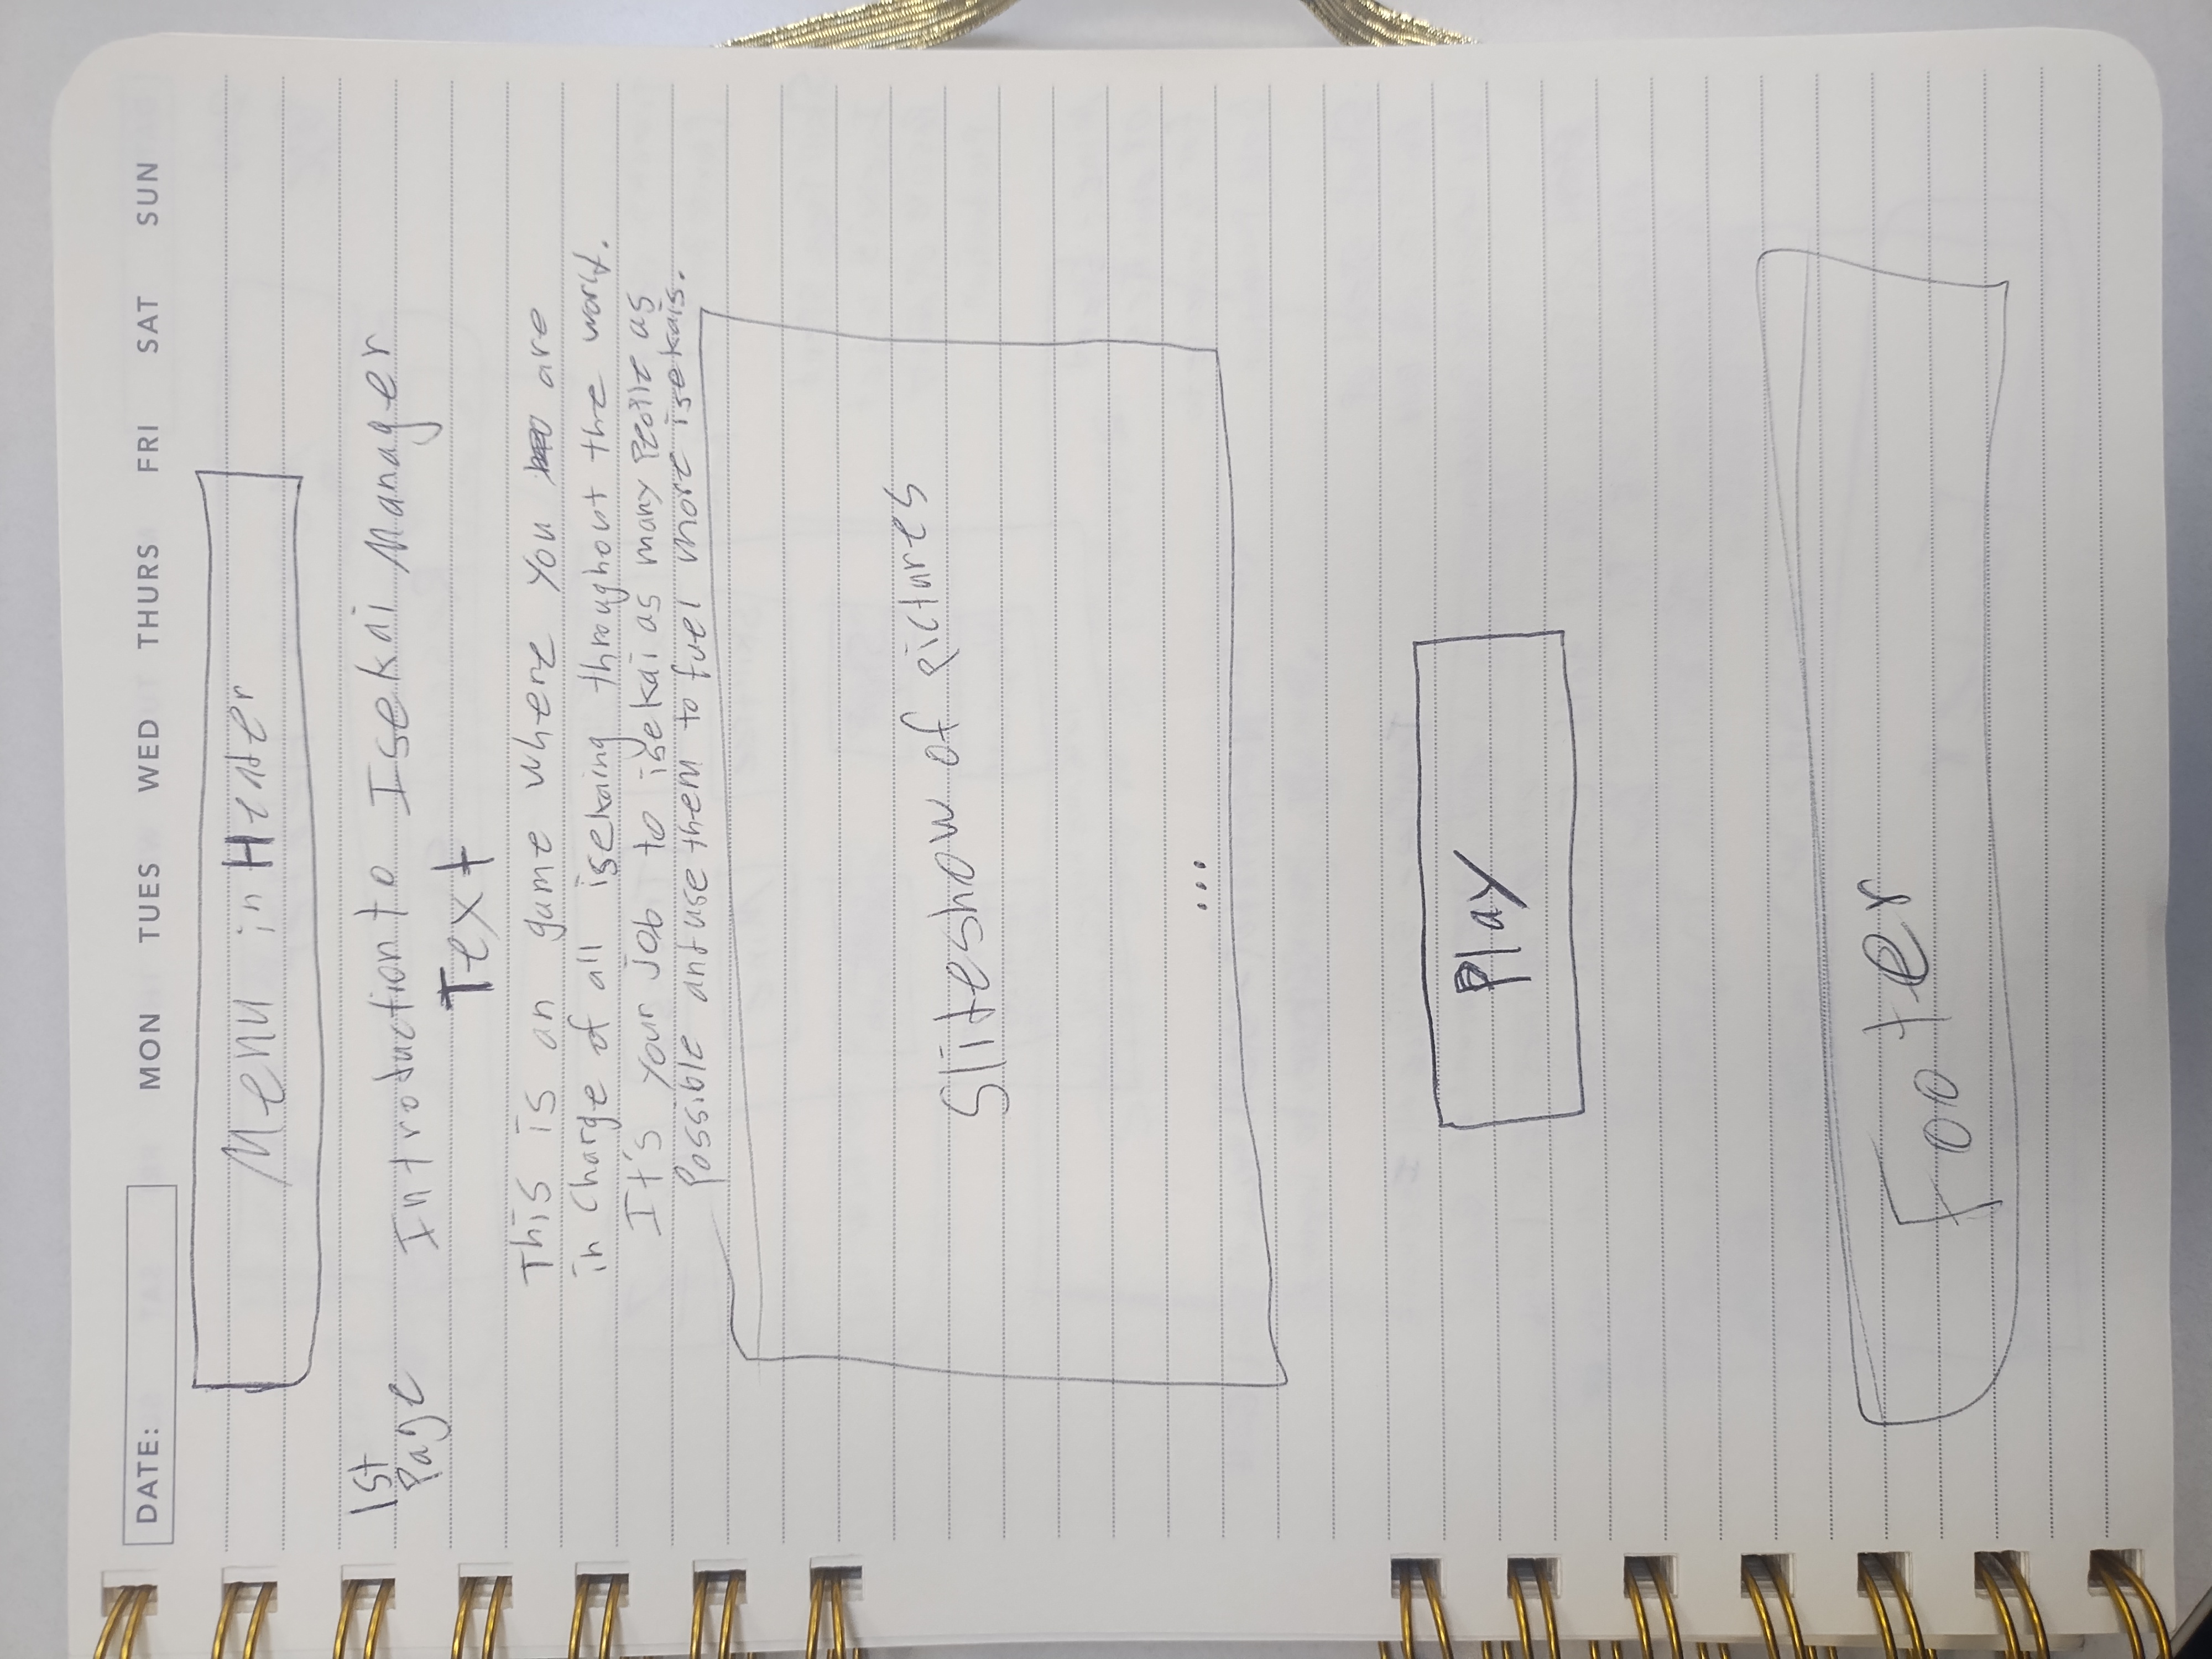 DATE: MON TUES WED THURS FRI SAT SUN
Menu in Header
1st
Page
Introduction to Isekai Manager
Text
This is an game where you are
in charge of all isekaing throughout the world.
It's your job to isekai as many people as
possible and use them to fuel more isekais.
Slideshow of pictures
...
Play
Footer